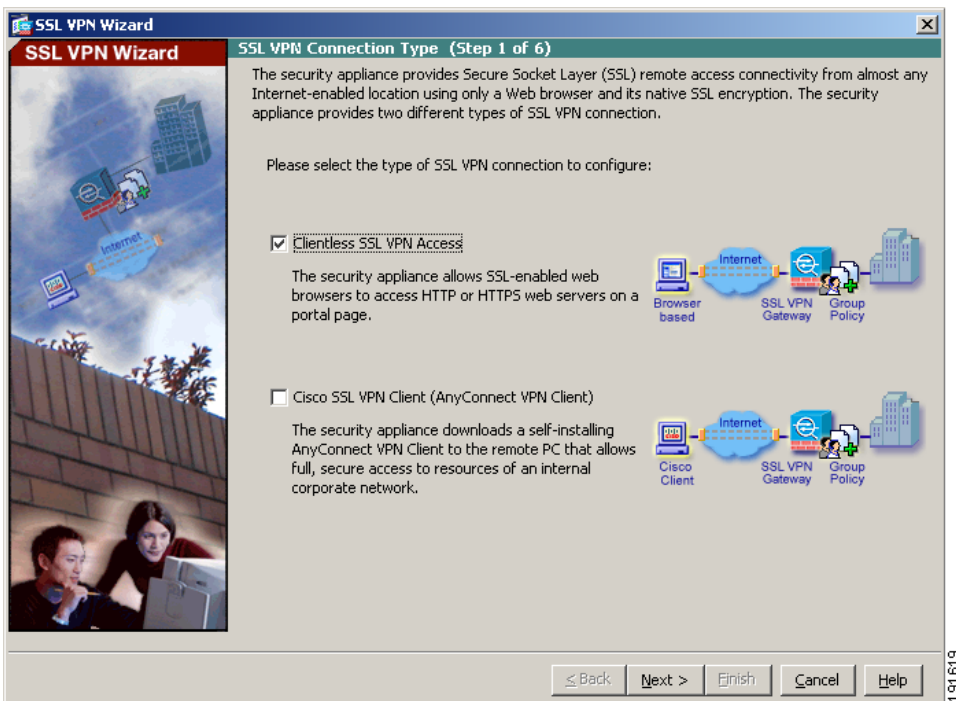 SSL VPN Wizard
SSL VPN Wizard
SSL VPN Connection Type (Step 1 of 6)
The security appliance provides Secure Socket Layer (SSL) remote access connectivity from almost any
Internet-enabled location using only a Web browser and its native SSL encryption. The security
appliance provides two different types of SSL VPN connection.
Please select the type of SSL VPN connection to configure:
Clientless SSL VPN Access
The security appliance allows SSL-enabled web
browsers to access HTTP or HTTPS web servers on a
portal page.
Internet
Browser
based
SSL VPN
Gateway
Group
Policy
Cisco SSL VPN Client (AnyConnect VPN Client)
The security appliance downloads a self-installing
AnyConnect VPN Client to the remote PC that allows
full, secure access to resources of an internal
corporate network.
Internet
Cisco
Client
SSL VPN
Gateway
Group
Policy
Internet
< Back
Next >
Finish
Cancel
Help
191619